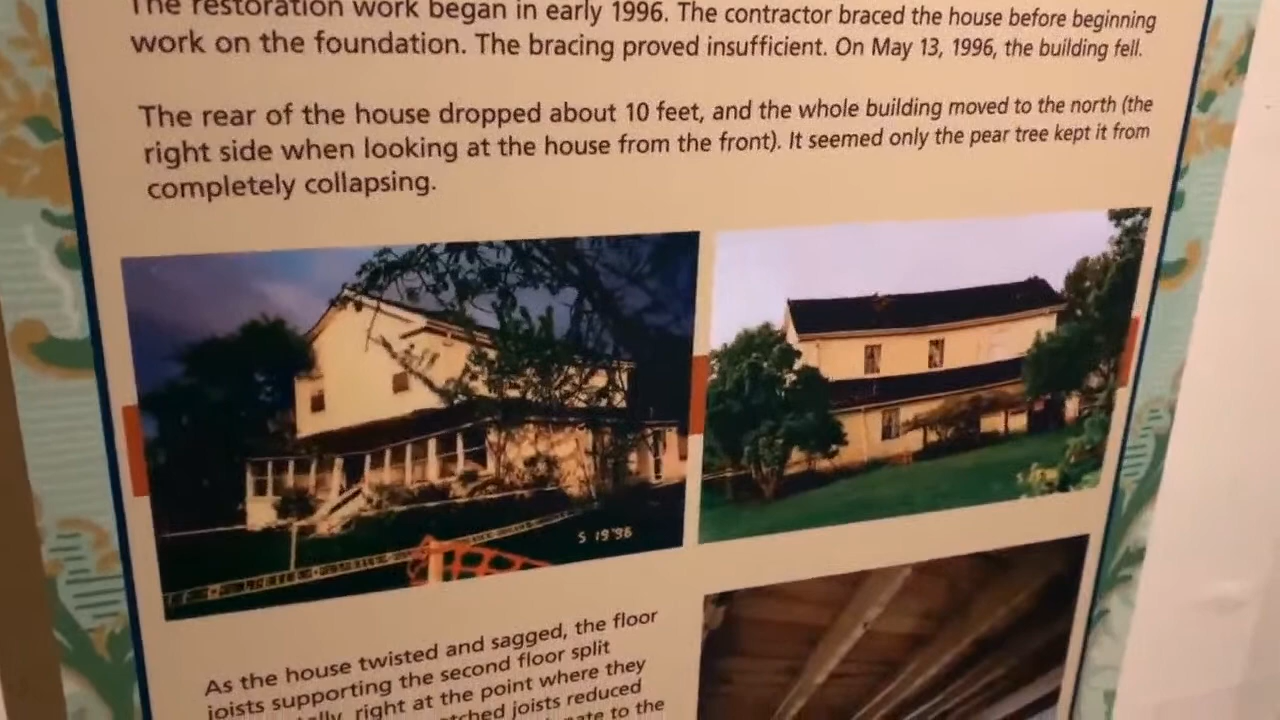 The restoration work began in early 1996. The contractor braced the house before beginning
work on the foundation. The bracing proved insufficient. On May 13, 1996, the building fell.
The rear of the house dropped about 10 feet, and the whole building moved to the north (the
right side when looking at the house from the front). It seemed only the pear tree kept it from
completely collapsing.
5 19'96
As the house twisted and sagged, the floor
joists supporting the second floor split
right at the point where they
joists reduced
to the